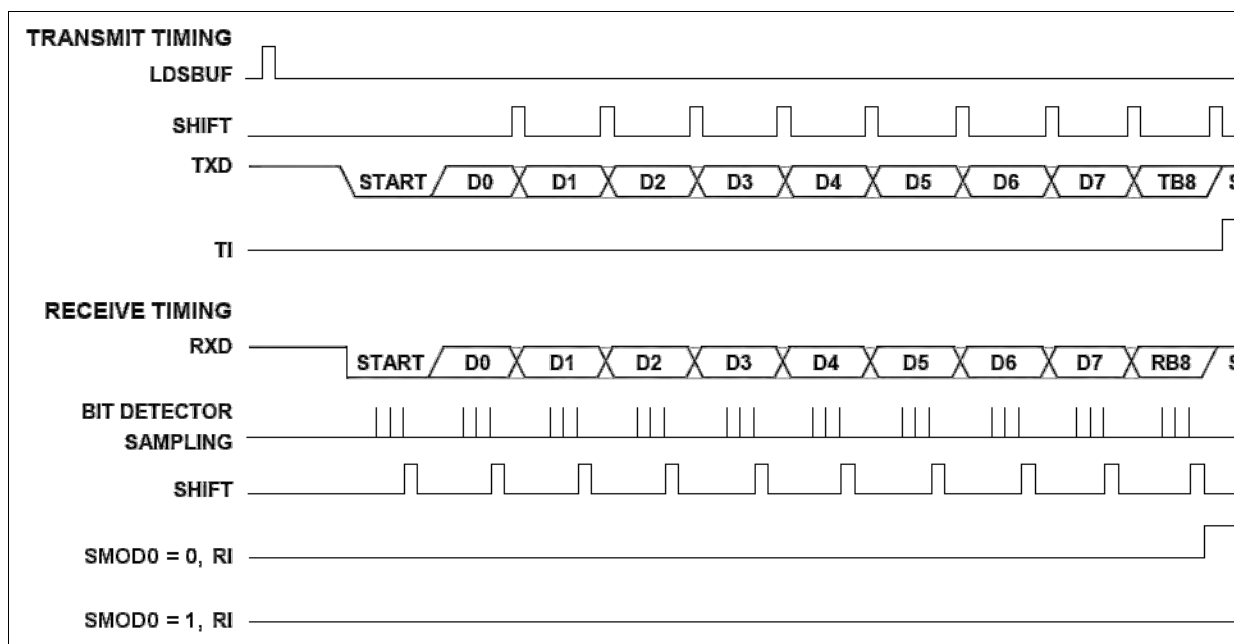 TRANSMIT TIMING
LDSBUF
SHIFT
TXD START D0 D1 D2 D3 D4 D5 D6 D7 TB8
TI
RECEIVE TIMING
RXD START D0 D1 D2 D3 D4 D5 D6 D7 RB8
BIT DETECTOR
SAMPLING
SHIFT
SMOD0 = 0, RI
SMOD0 = 1, RI